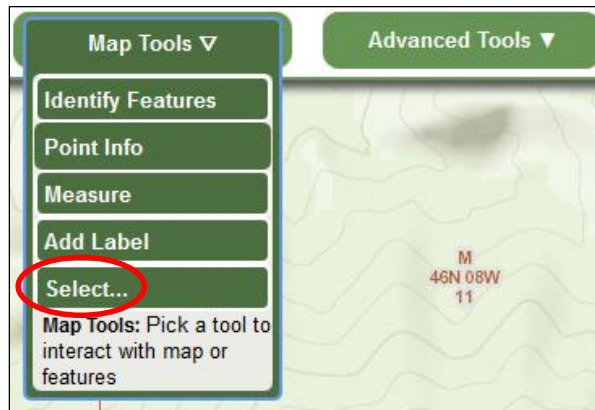 Map Tools ▽
Advanced Tools ▼
Identify Features
Point Info
Measure
Add Label
Select...
Map Tools: Pick a tool to
interact with map or
features
M
46N 08W
11